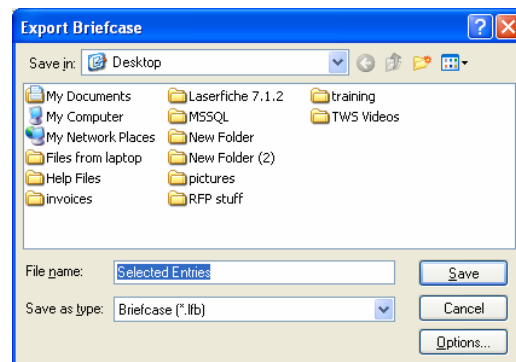 Export Briefcase
Save in: Desktop
My Documents Laserfiche 7.1.2 training
My Computer MSSQL TWS Videos
My Network Places New Folder
Files from laptop New Folder (2)
Help Files pictures
invoices RFP stuff
File name: Selected Entries Save
Save as type: Briefcase (*.lfb) Cancel
Options...